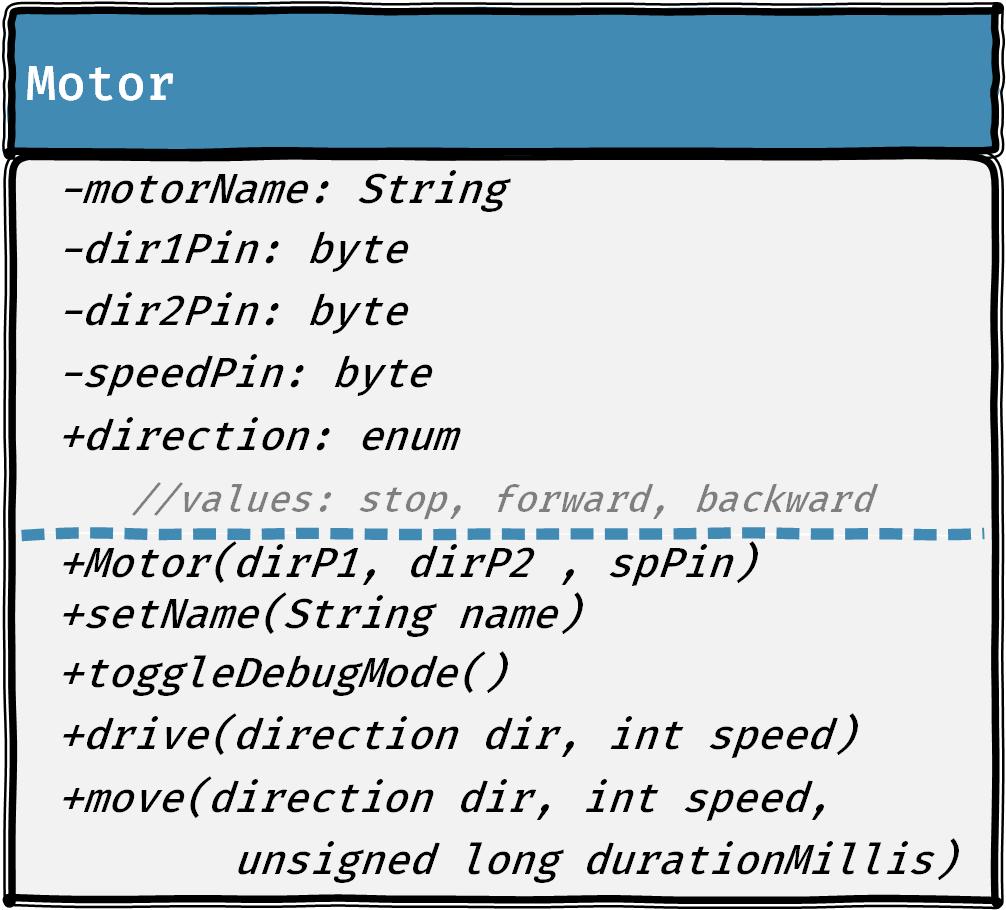 Motor
-motorName: String
-dir1Pin: byte
-dir2Pin: byte
-speedPin: byte
+direction: enum
//values: stop, forward, backward
+Motor(dirP1, dirP2 , spPin)
+setName(String name)
+toggleDebugMode()
+drive(direction dir, int speed)
+move(direction dir, int speed,
unsigned long durationMillis)